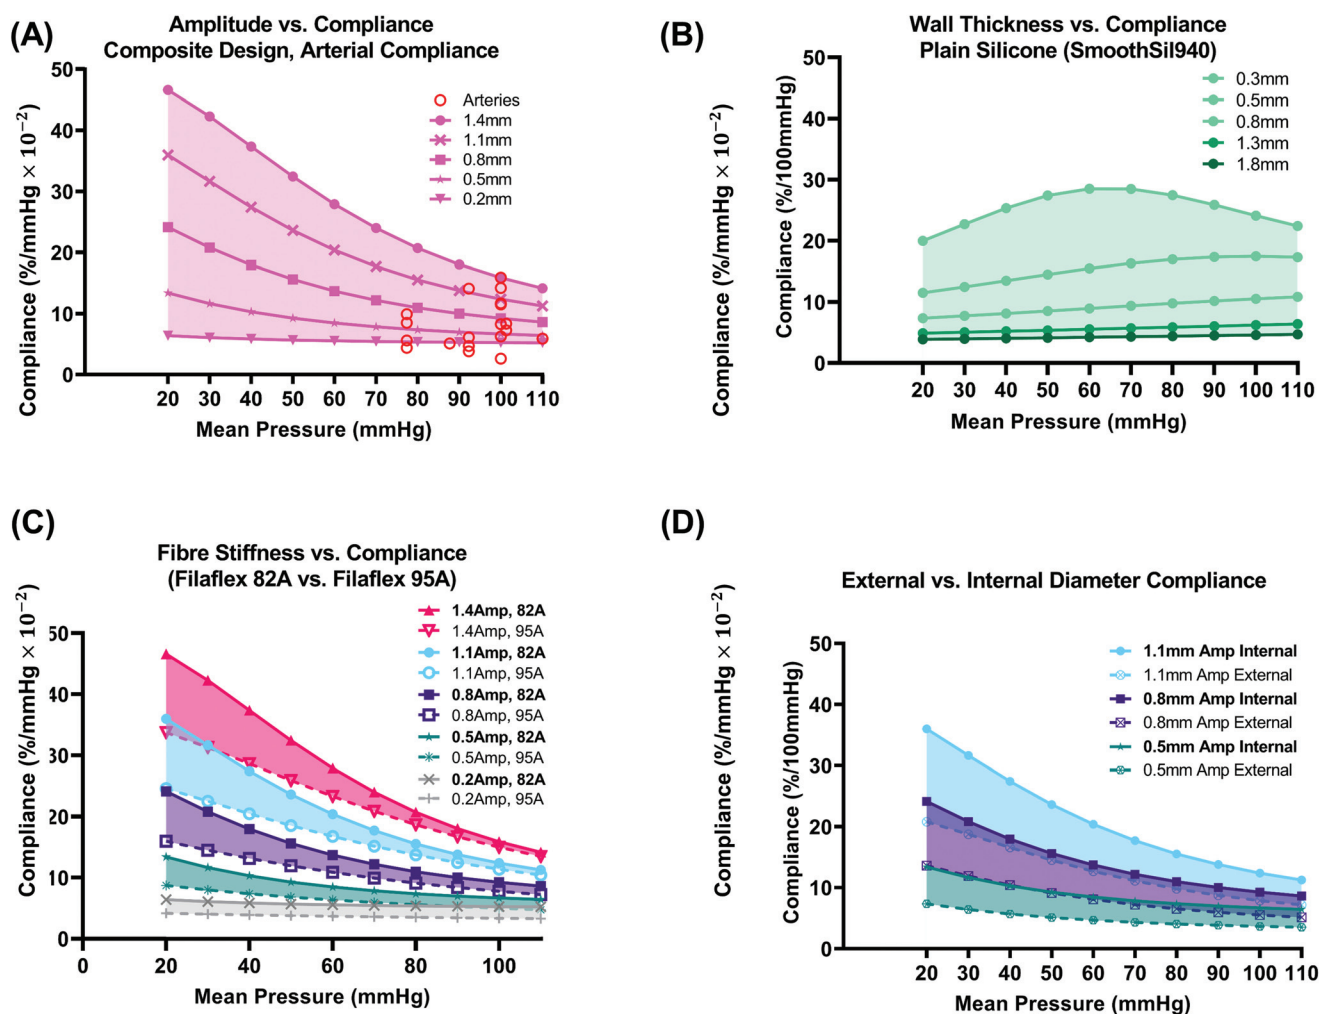 (A)
Amplitude vs. Compliance
Composite Design, Arterial Compliance
Compliance (%/mmHg × 10⁻²)
50
40
30
20
10
0
Arteries
1.4mm
1.1mm
0.8mm
0.5mm
0.2mm
20 30 40 50 60 70 80 90 100 110
Mean Pressure (mmHg)
(B)
Wall Thickness vs. Compliance
Plain Silicone (SmoothSil940)
Compliance (%/mmHg × 10⁻²)
Compliance (%/100mmHg)
50
40
30
20
10
0
0.3mm
0.5mm
0.8mm
1.3mm
1.8mm
20 30 40 50 60 70 80 90 100 110
Mean Pressure (mmHg)
(C)
Fibre Stiffness vs. Compliance
(Filaflex 82A vs. Filaflex 95A)
Compliance (%/mmHg × 10⁻²)
50
40
30
20
10
0
1.4Amp, 82A
1.4Amp, 95A
1.1Amp, 82A
1.1Amp, 95A
0.8Amp, 82A
0.8Amp, 95A
0.5Amp, 82A
0.5Amp, 95A
0.2Amp, 82A
0.2Amp, 95A
0 20 40 60 80 100
Mean Pressure (mmHg)
(D)
External vs. Internal Diameter Compliance
Compliance (%/mmHg × 10⁻²)
Compliance (%/100mmHg)
50
40
30
20
10
0
1.1mm Amp Internal
1.1mm Amp External
0.8mm Amp Internal
0.8mm Amp External
0.5mm Amp Internal
0.5mm Amp External
20 30 40 50 60 70 80 90 100 110
Mean Pressure (mmHg)